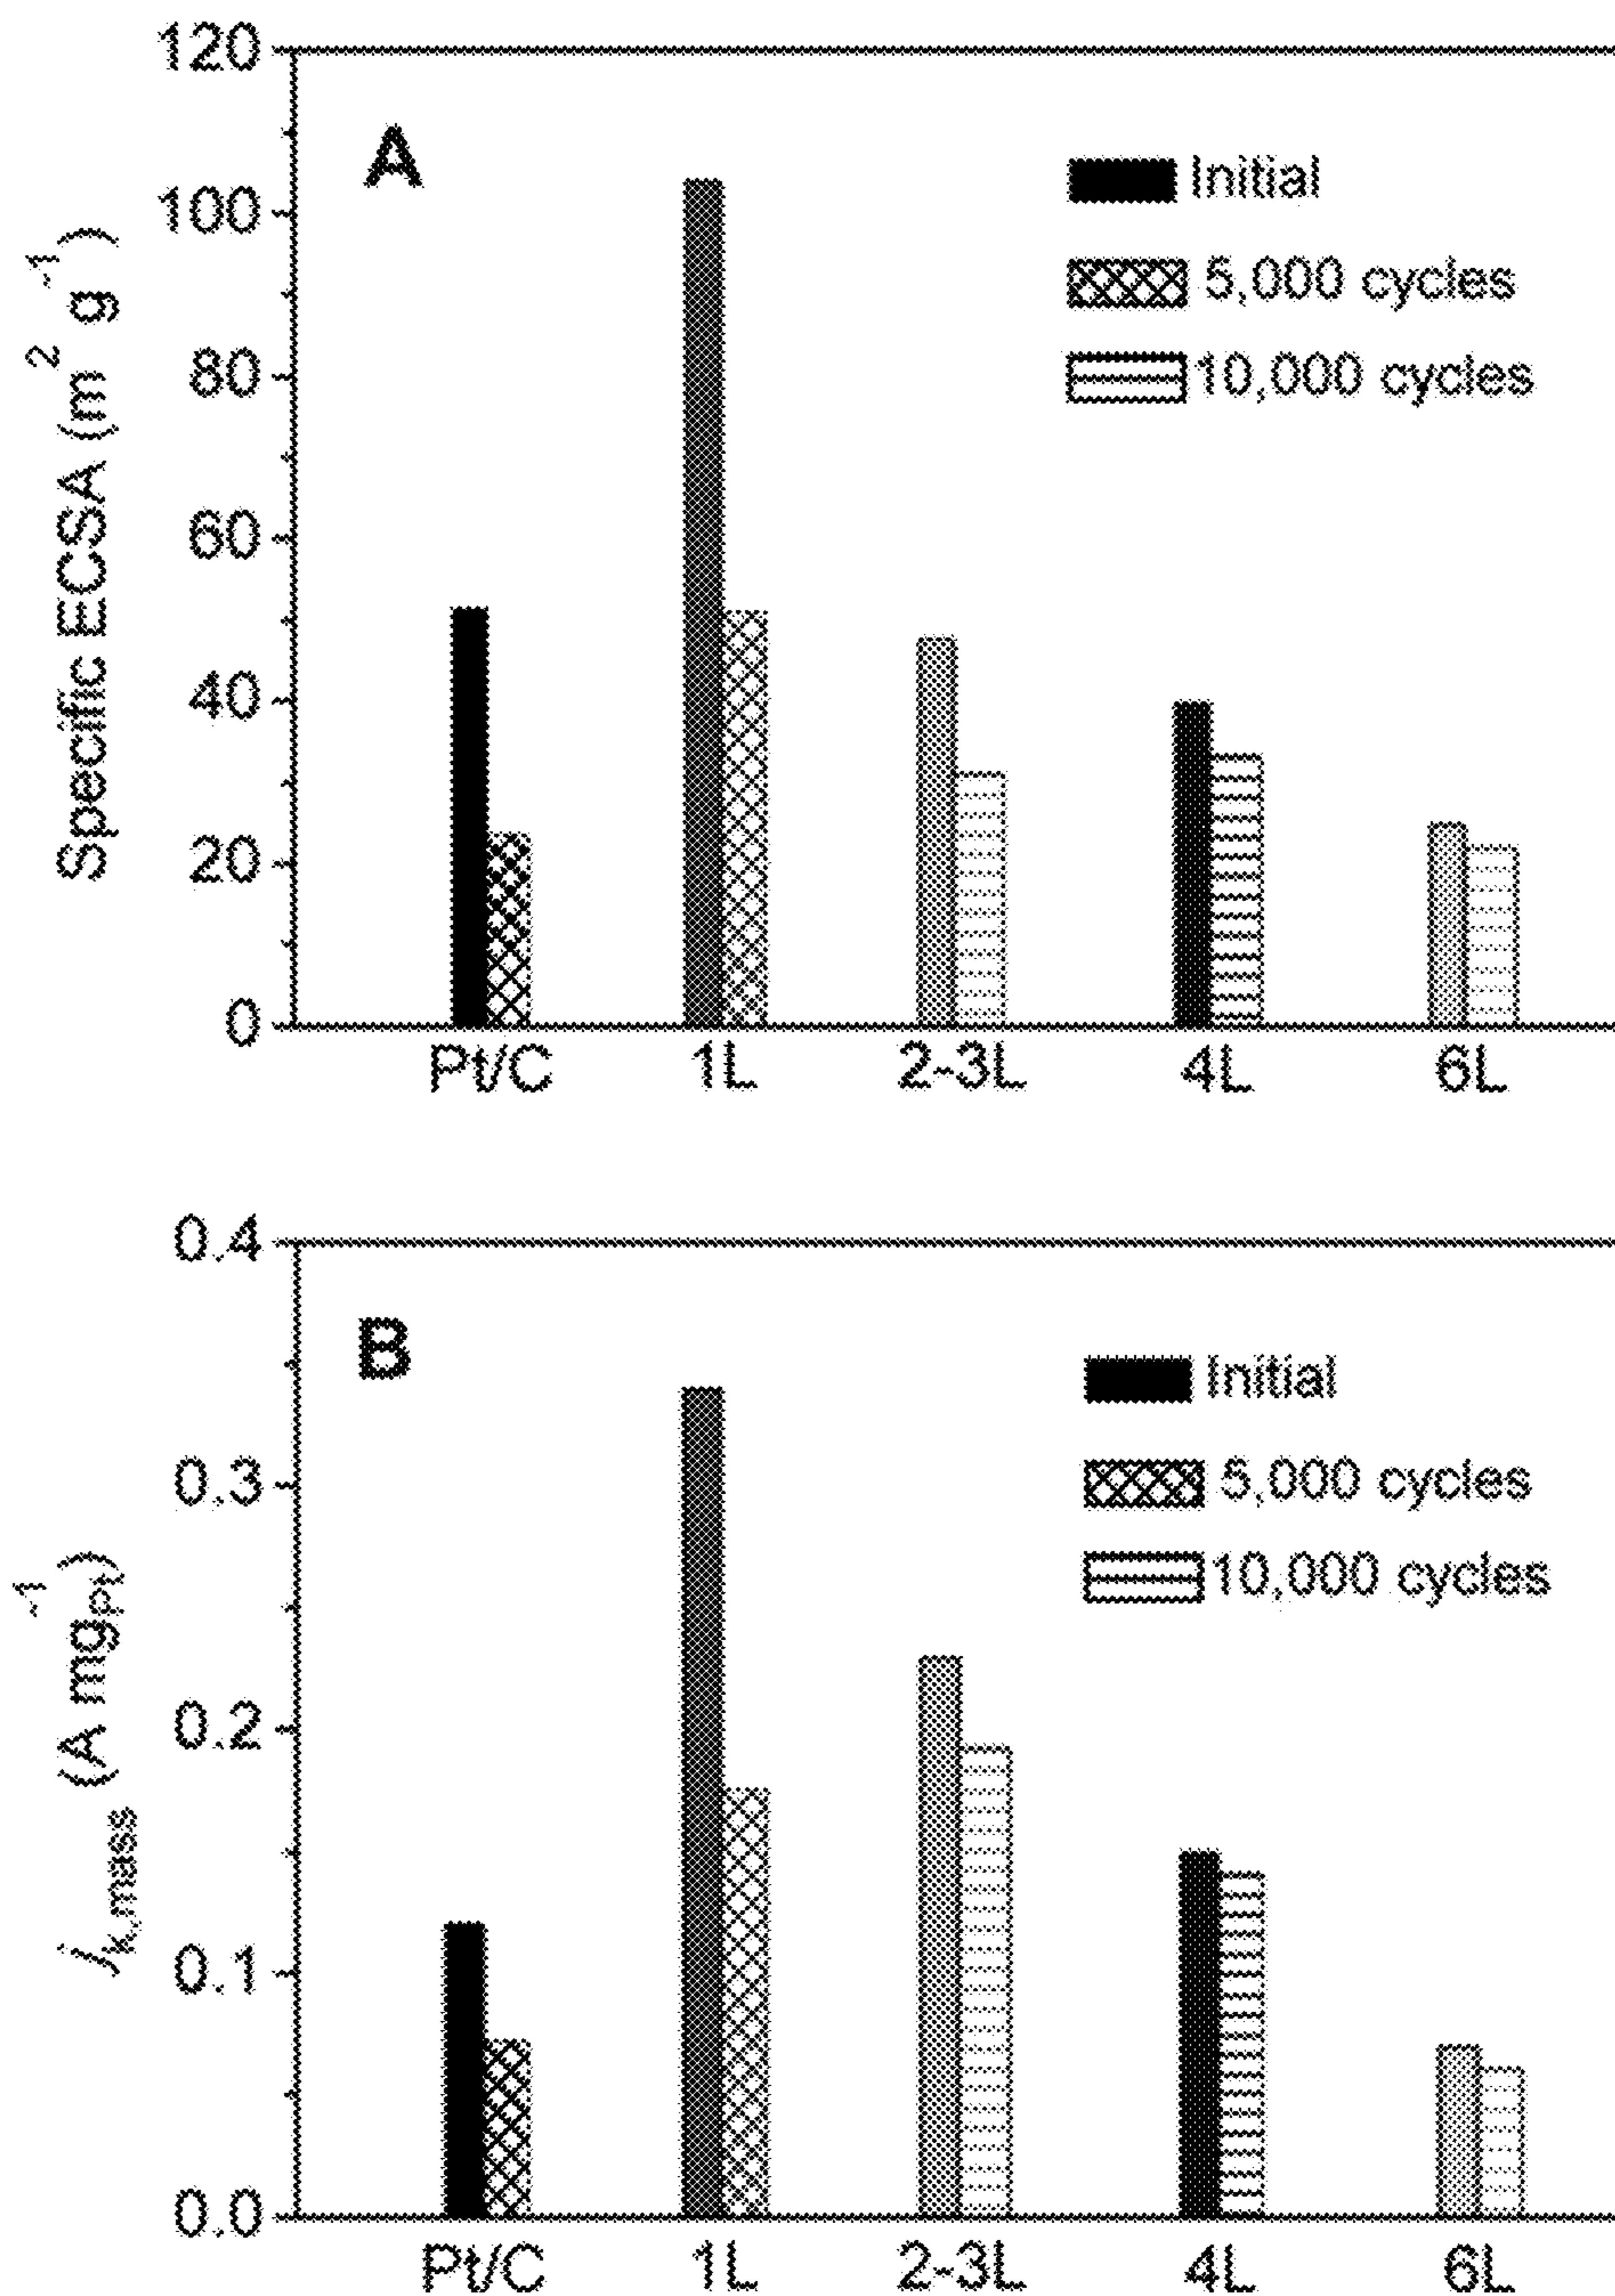 120
100
80
60
40
20
0
Specific ECSA (m² g⁻¹)
A
Initial
5,000 cycles
10,000 cycles
Pt/C 1L 2-3L 4L 6L
0.4
0.3
0.2
0.1
0.0
jk,mass (A mgPt⁻¹)
B
Initial
5,000 cycles
10,000 cycles
Pt/C 1L 2-3L 4L 6L